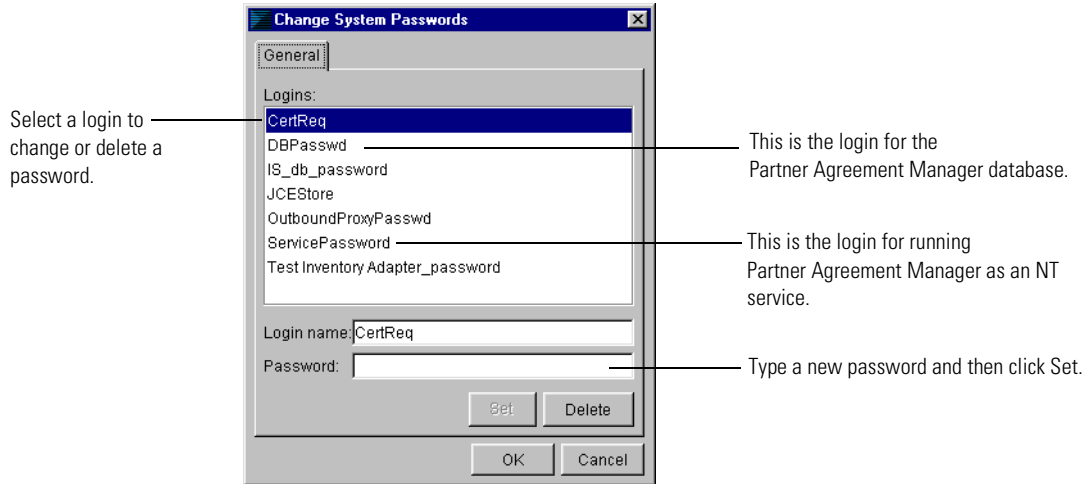 Change System Passwords
General
Logins:
Select a login to
change or delete a
password.
CertReq
DBPasswd
IS_db_password
JCEStore
OutboundProxyPasswd
ServicePassword
Test Inventory Adapter_password
This is the login for the
Partner Agreement Manager database.
This is the login for running
Partner Agreement Manager as an NT
service.
Login name: CertReq
Password:
Type a new password and then click Set.
Set Delete
OK Cancel